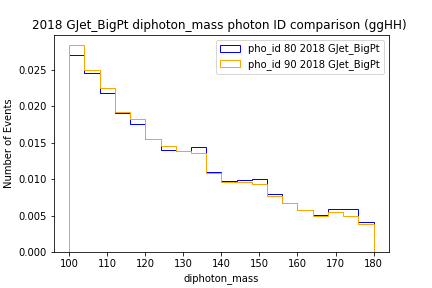 2018 GJet_BigPt diphoton_mass photon ID comparison (ggHH)
pho_id 80 2018 GJet_BigPt
pho_id 90 2018 GJet_BigPt
Number of Events
0.025
0.020
0.015
0.010
0.005
0.000
100 110 120 130 140 150 160 170 180
diphoton_mass